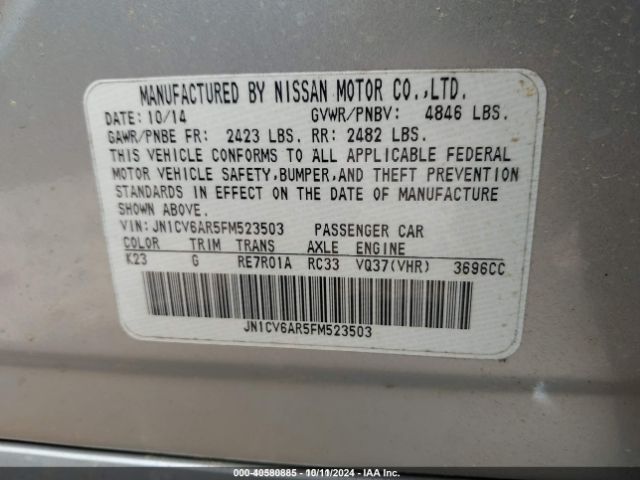 MANUFACTURED BY NISSAN MOTOR CO.,LTD.
DATE: 10/14 GVWR/PNBV: 4846 LBS.
GAWR/PNBE FR: 2423 LBS. RR: 2482 LBS.
THIS VEHICLE CONFORMS TO ALL APPLICABLE FEDERAL
MOTOR VEHICLE SAFETY,BUMPER,AND THEFT PREVENTION
STANDARDS IN EFFECT ON THE DATE OF MANUFACTURE
SHOWN ABOVE.
VIN: JN1CV6AR5FM523503 PASSENGER CAR
COLOR TRIM TRANS AXLE ENGINE
K23 G RE7R01A RC33 VQ37(VHR) 3696CC
JN1CV6AR5FM523503
000-40580885 - 10/11/2024 - IAA Inc.